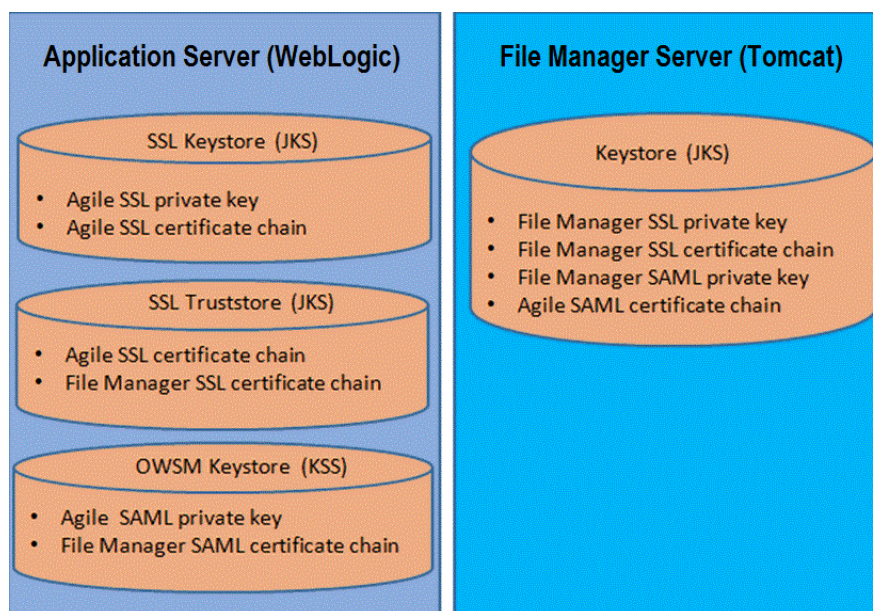 Application Server (WebLogic)
SSL Keystore (JKS)
• Agile SSL private key
• Agile SSL certificate chain
SSL Truststore (JKS)
• Agile SSL certificate chain
• File Manager SSL certificate chain
OWSM Keystore (KSS)
• Agile SAML private key
• File Manager SAML certificate chain
File Manager Server (Tomcat)
Keystore (JKS)
• File Manager SSL private key
• File Manager SSL certificate chain
• File Manager SAML private key
• Agile SAML certificate chain